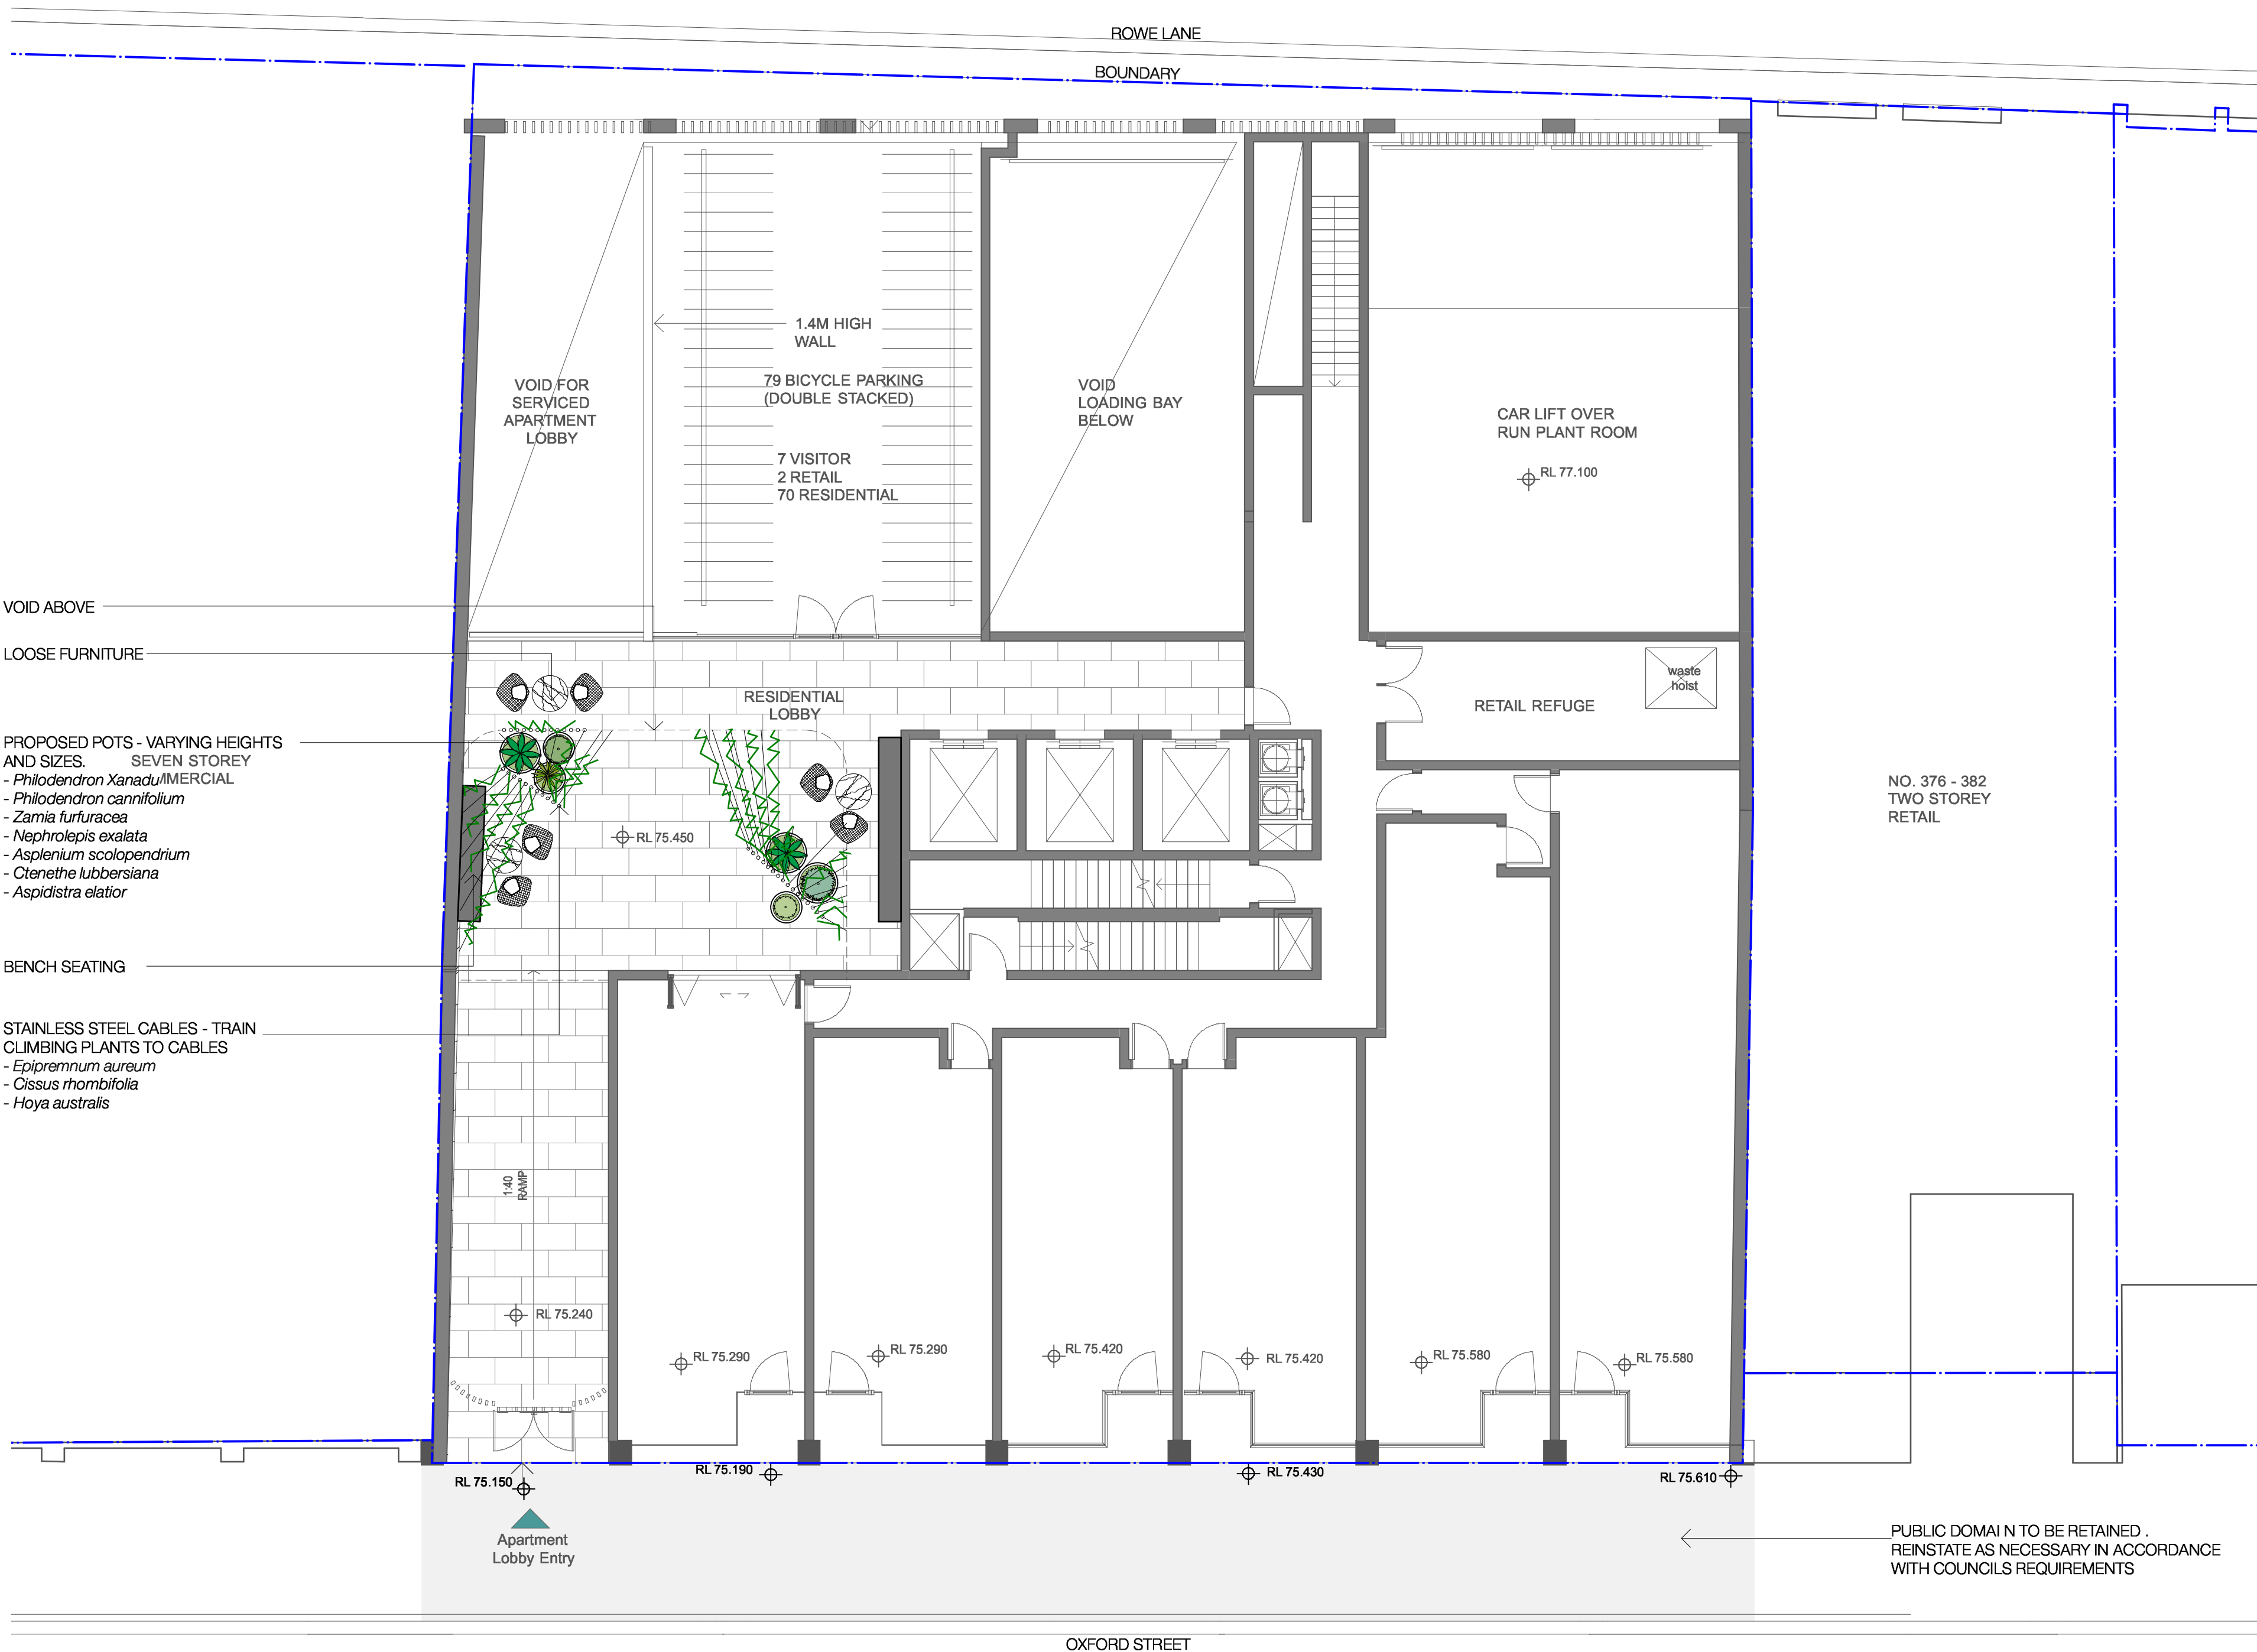 ROWE LANE
BOUNDARY
1.4M HIGH
WALL
79 BICYCLE PARKING
(DOUBLE STACKED)
7 VISITOR
2 RETAIL
70 RESIDENTIAL
VOID FOR
SERVICED
APARTMENT
LOBBY
VOID
LOADING BAY
BELOW
CAR LIFT OVER
RUN PLANT ROOM
RL 77.100
VOID ABOVE
LOOSE FURNITURE
RESIDENTIAL
LOBBY
waste
hoist
RETAIL REFUGE
PROPOSED POTS - VARYING HEIGHTS
AND SIZES.
SEVEN STOREY
- Philodendron Xanadu
MERCIAL
- Philodendron cannifolium
- Zamia furfuracea
- Nephrolepis exalata
- Asplenium scolopendrium
- Ctenethe lubbersiana
- Aspidistra elatior
RL 75.450
NO. 376 - 382
TWO STOREY
RETAIL
BENCH SEATING
STAINLESS STEEL CABLES - TRAIN
CLIMBING PLANTS TO CABLES
- Epipremnum aureum
- Cissus rhombifolia
- Hoya australis
1:40
RAMP
RL 75.240
RL 75.290
RL 75.290
RL 75.420
RL 75.420
RL 75.580
RL 75.580
RL 75.150
RL 75.190
RL 75.430
RL 75.610
Apartment
Lobby Entry
PUBLIC DOMAI N TO BE RETAINED .
REINSTATE AS NECESSARY IN ACCORDANCE
WITH COUNCILS REQUIREMENTS
OXFORD STREET